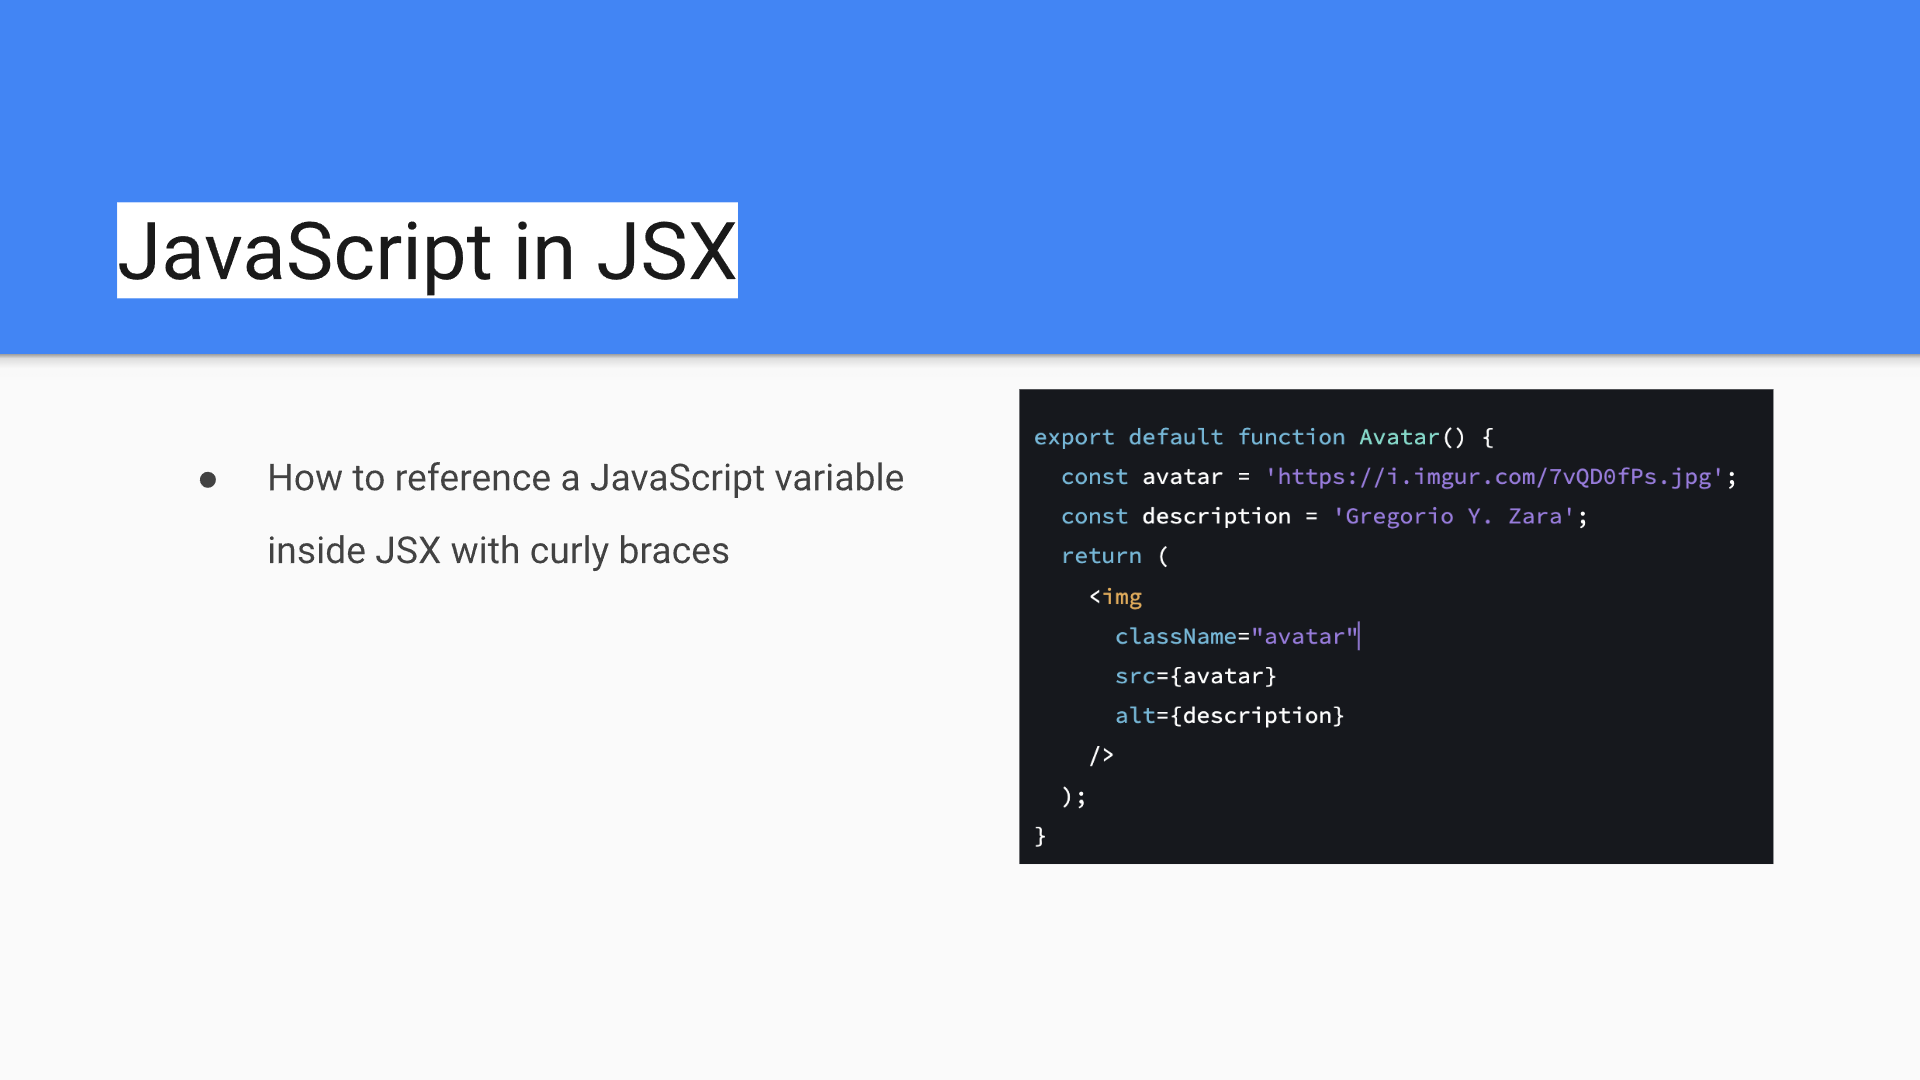 JavaScript in JSX
● How to reference a JavaScript variable
inside JSX with curly braces
export default function Avatar() {
  const avatar = 'https://i.imgur.com/7vQD0fPs.jpg';
  const description = 'Gregorio Y. Zara';
  return (
    <img
      className="avatar"
      src={avatar}
      alt={description}
    />
  );
}